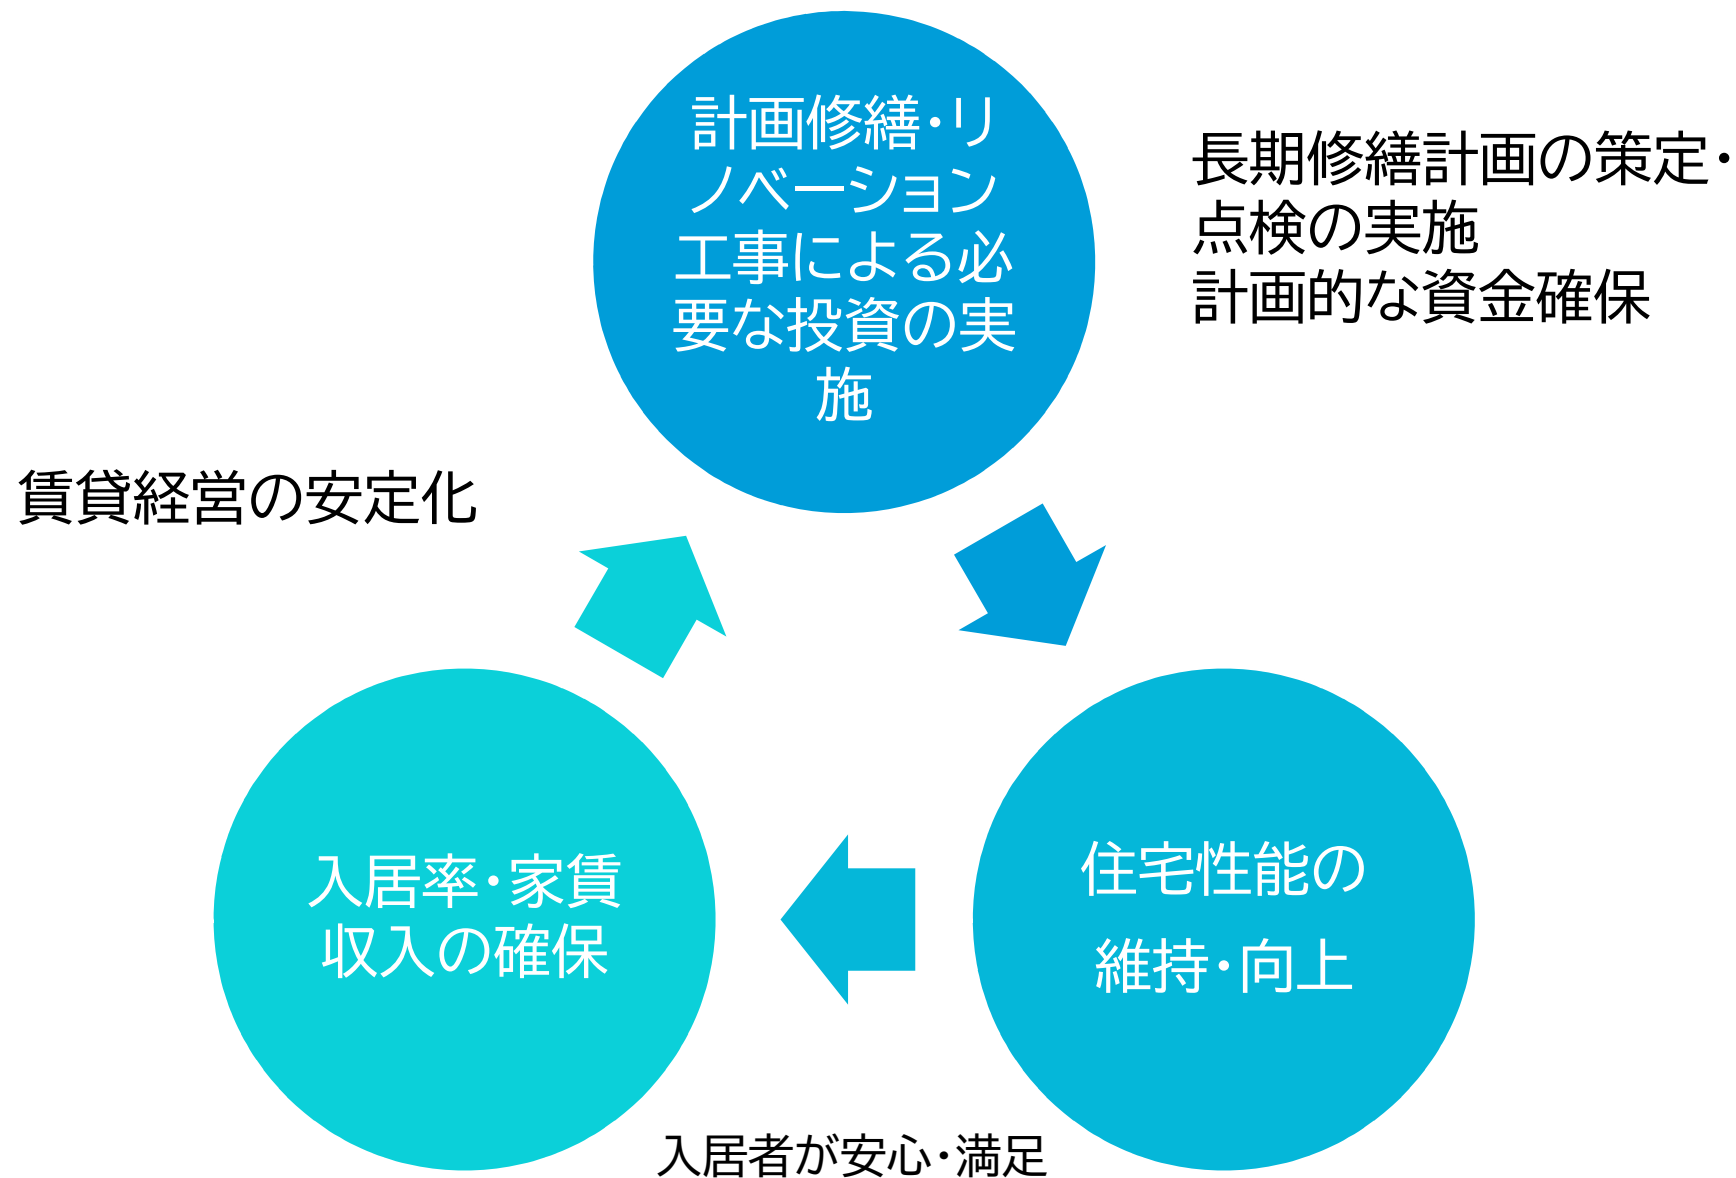 計画修繕・リ
ノベーション
工事による必
要な投資の実
施
長期修繕計画の策定・
点検の実施
計画的な資金確保
賃貸経営の安定化
入居率・家賃
収入の確保
住宅性能の
維持・向上
入居者が安心・満足